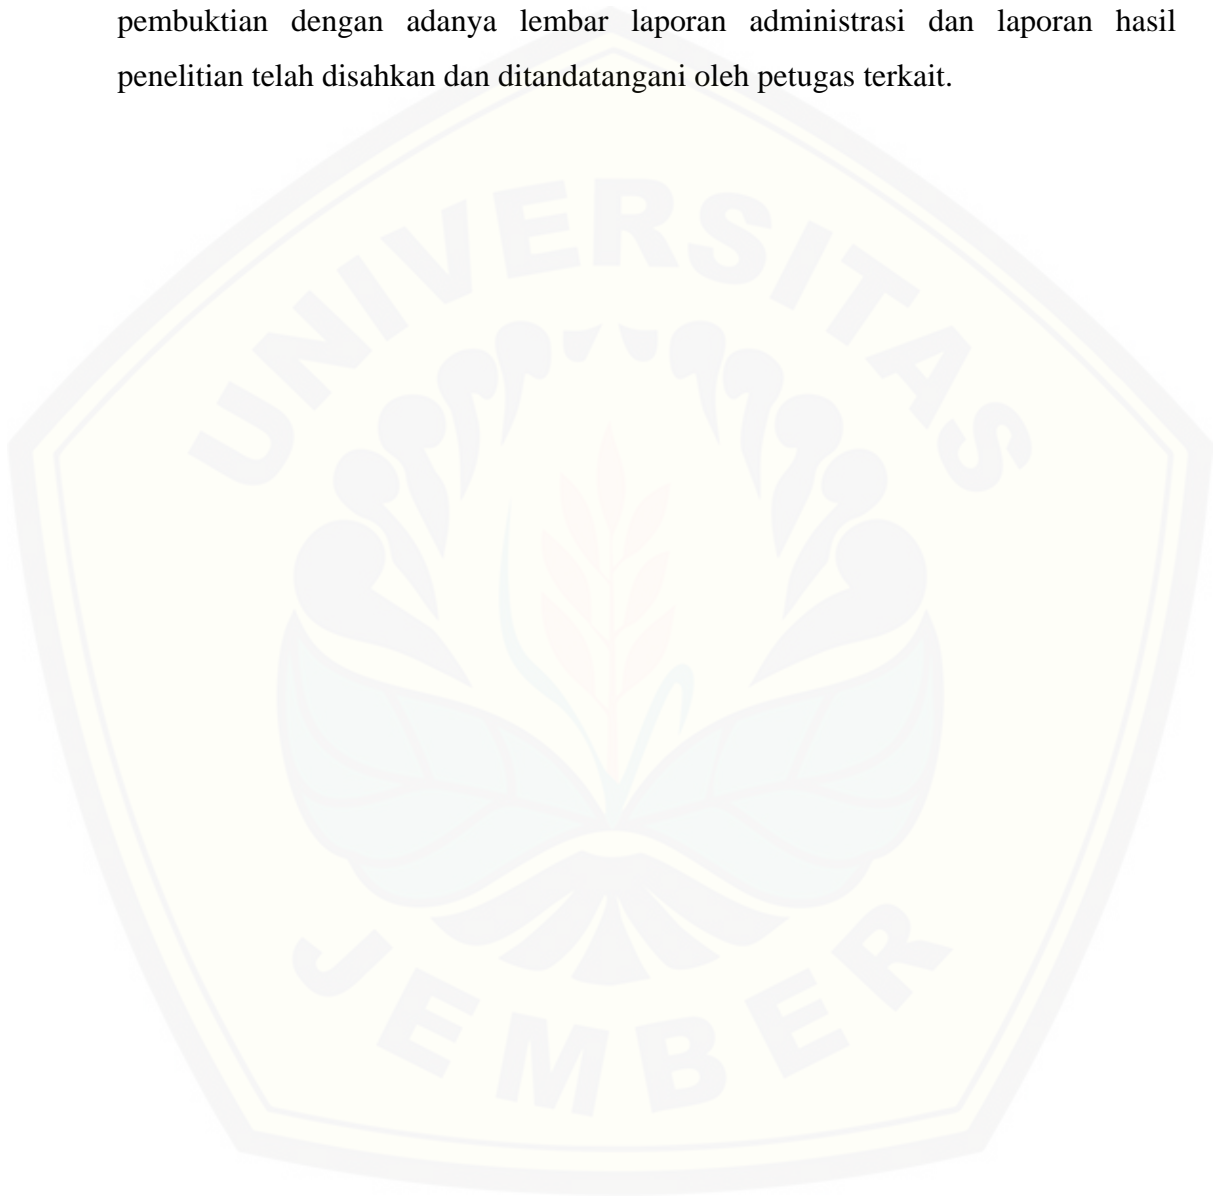 pembuktian dengan adanya lembar laporan administrasi dan laporan hasil
penelitian telah disahkan dan ditandatangani oleh petugas terkait.
UNIVERSITAS
JEMBER